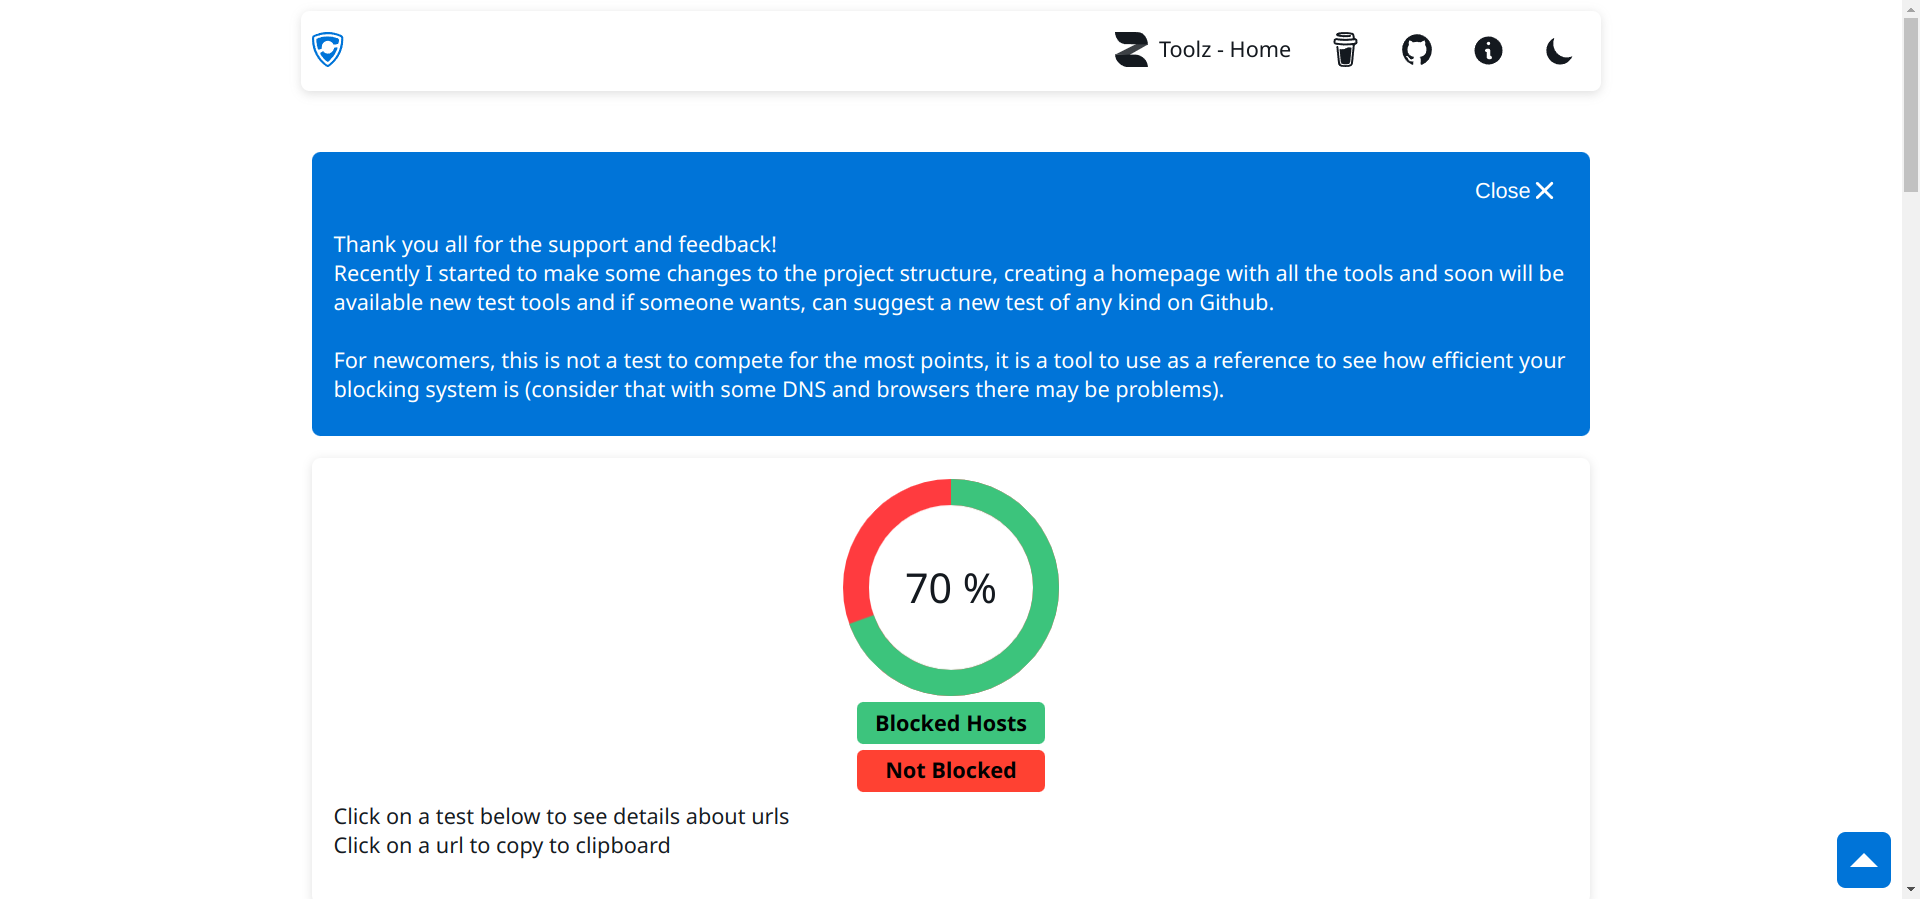 Toolz - Home
Close
Thank you all for the support and feedback!
Recently I started to make some changes to the project structure, creating a homepage with all the tools and soon will be
available new test tools and if someone wants, can suggest a new test of any kind on Github.
For newcomers, this is not a test to compete for the most points, it is a tool to use as a reference to see how efficient your
blocking system is (consider that with some DNS and browsers there may be problems).
70 %
Blocked Hosts
Not Blocked
Click on a test below to see details about urls
Click on a url to copy to clipboard